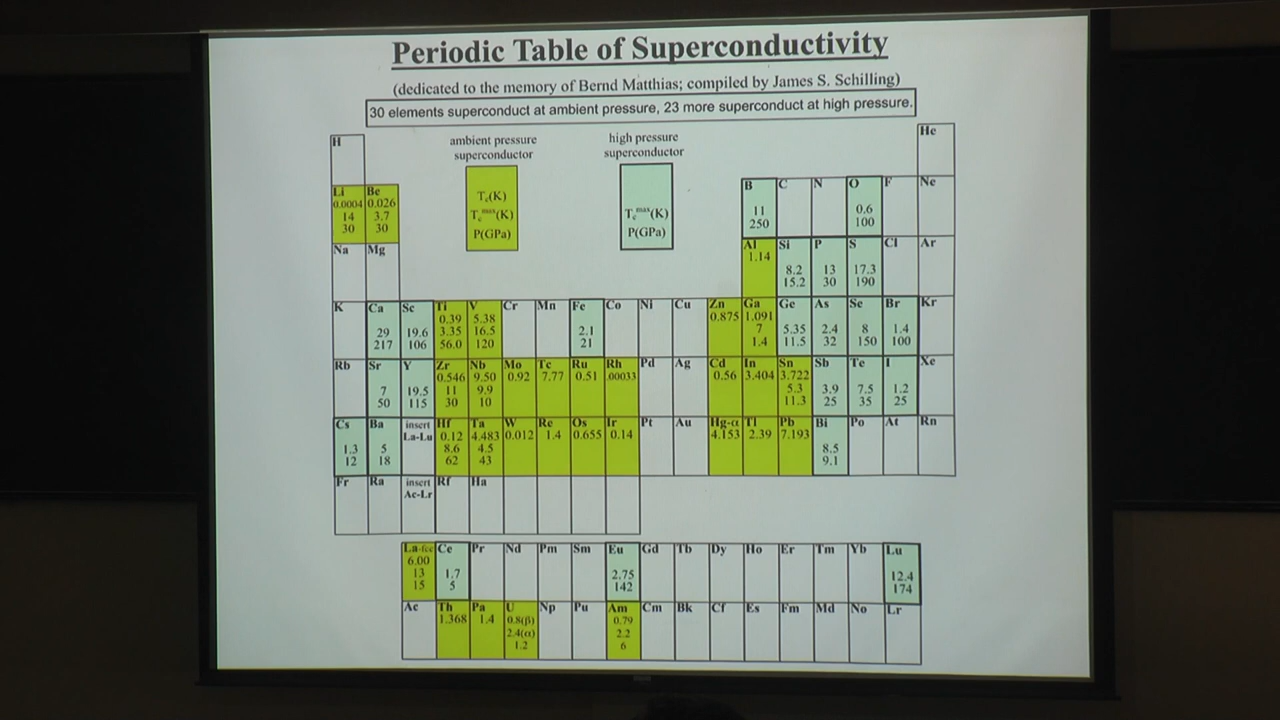 Periodic Table of Superconductivity
(dedicated to the memory of Bernd Matthias; compiled by James S. Schilling)
30 elements superconduct at ambient pressure, 23 more superconduct at high pressure.
ambient pressure superconductor
Tc(K)
Tc^max(K)
P(GPa)
high pressure superconductor
Tc^max(K)
P(GPa)
H He
Li 0.0004 14 30
Be 0.026 3.7 30
B 11 250
C
N
O 0.6 100
F
Ne
Na
Mg
Al 1.14
Si 8.2 15.2
P 13 30
S 17.3 190
Cl
Ar
K
Ca 29 217
Sc 19.6 106
Ti 0.39 3.35 56.0
V 5.38 16.5 120
Cr
Mn
Fe 2.1 21
Co
Ni
Cu
Zn 0.875
Ga 1.091 7 1.4
Ge 5.35 11.5
As 2.4 32
Se 8 150
Br 1.4 100
Kr
Rb
Sr 7 50
Y 19.5 115
Zr 0.546 11 30
Nb 9.50 9.9 10
Mo 0.92
Tc 7.77
Ru 0.51
Rh .00033
Pd
Ag
Cd 0.56
In 3.404
Sn 3.722 5.3 11.3
Sb 3.9 25
Te 7.5 35
I 1.2 25
Xe
Cs 1.3 12
Ba 5 18
insert La-Lu
Hf 0.12 8.6 62
Ta 4.483 4.5 43
W 0.012
Re 1.4
Os 0.655
Ir 0.14
Pt
Au
Hg-α 4.153
Tl 2.39
Pb 7.193
Bi 8.5 9.1
Po
At
Rn
Fr
Ra
insert Ac-Lr
Rf
Ha
La-fcc 6.00 13 15
Ce 1.7 5
Pr
Nd
Pm
Sm
Eu 2.75 142
Gd
Tb
Dy
Ho
Er
Tm
Yb
Lu 12.4 174
Ac
Th 1.368
Pa 1.4
U 0.8(β) 2.4(α) 1.2
Np
Pu
Am 0.79 2.2 6
Cm
Bk
Cf
Es
Fm
Md
No
Lr